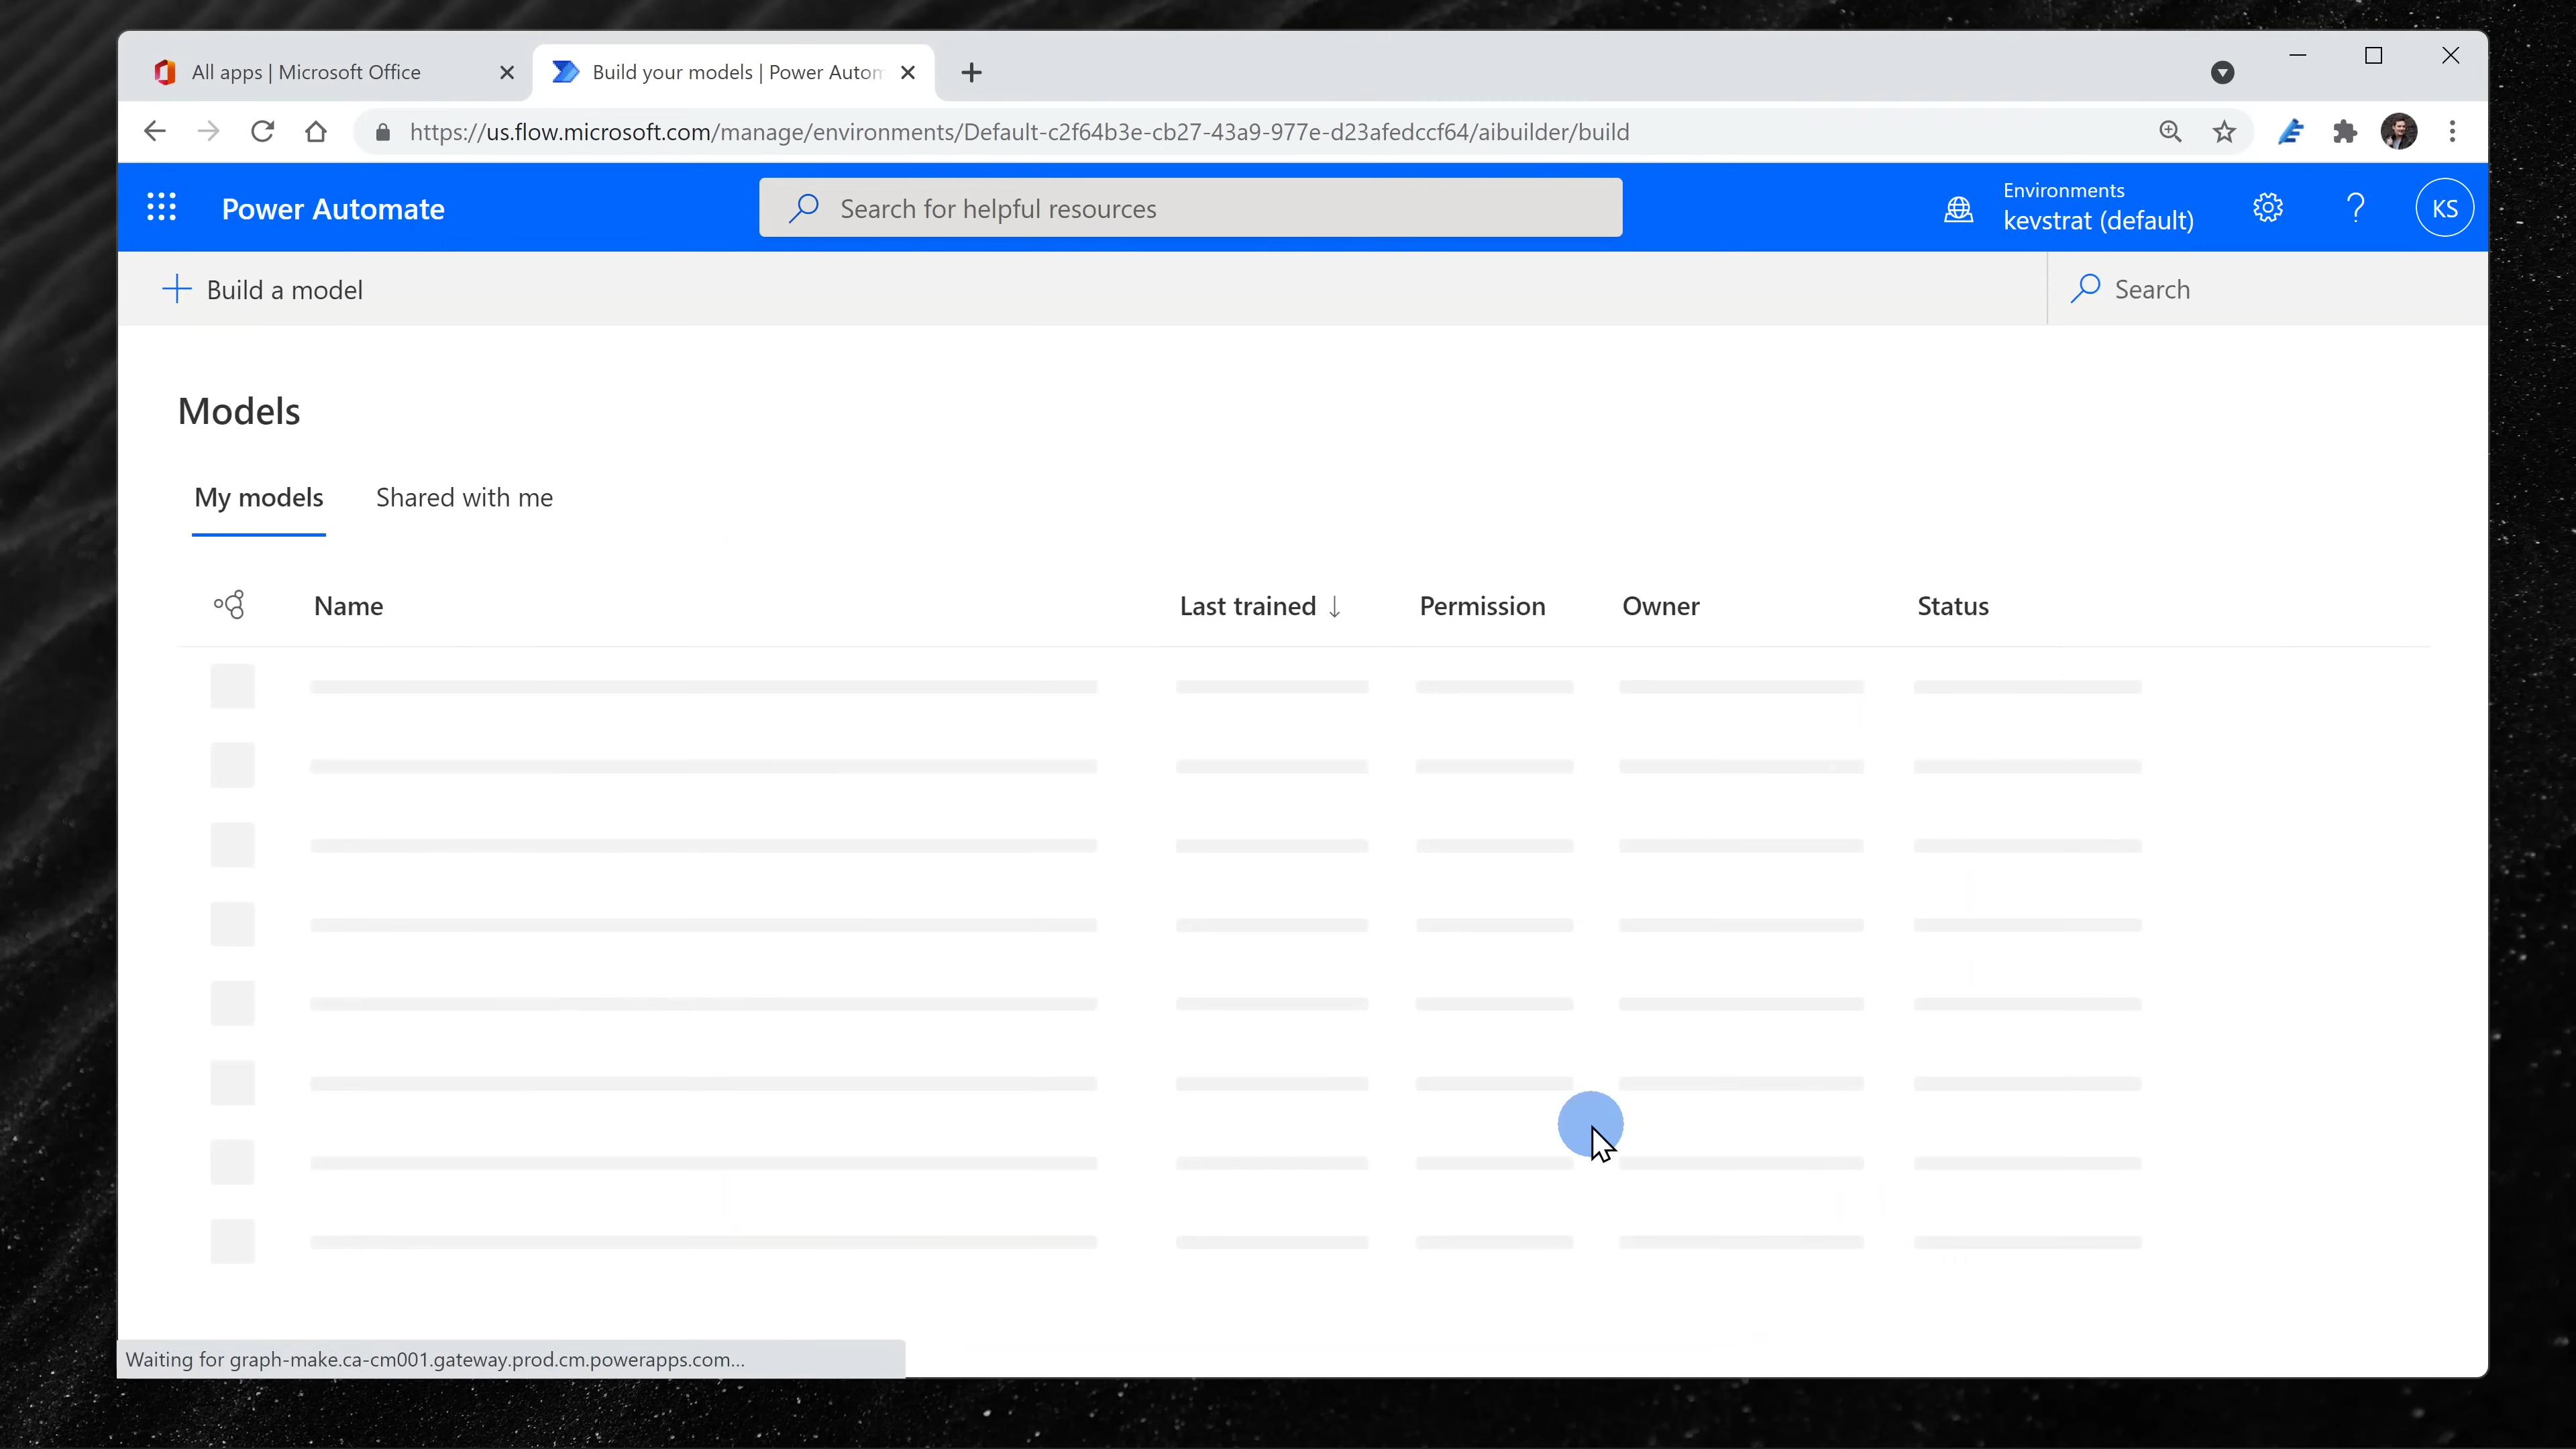 All apps | Microsoft Office
Build your models | Power Autom
https://us.flow.microsoft.com/manage/environments/Default-c2f64b3e-cb27-43a9-977e-d23afedccf64/aibuilder/build
Power Automate
Search for helpful resources
Environments
kevstrat (default)
?
KS
Build a model
Search
Models
My models
Shared with me
Name
Last trained ↓
Permission
Owner
Status
Waiting for graph-make.ca-cm001.gateway.prod.cm.powerapps.com...